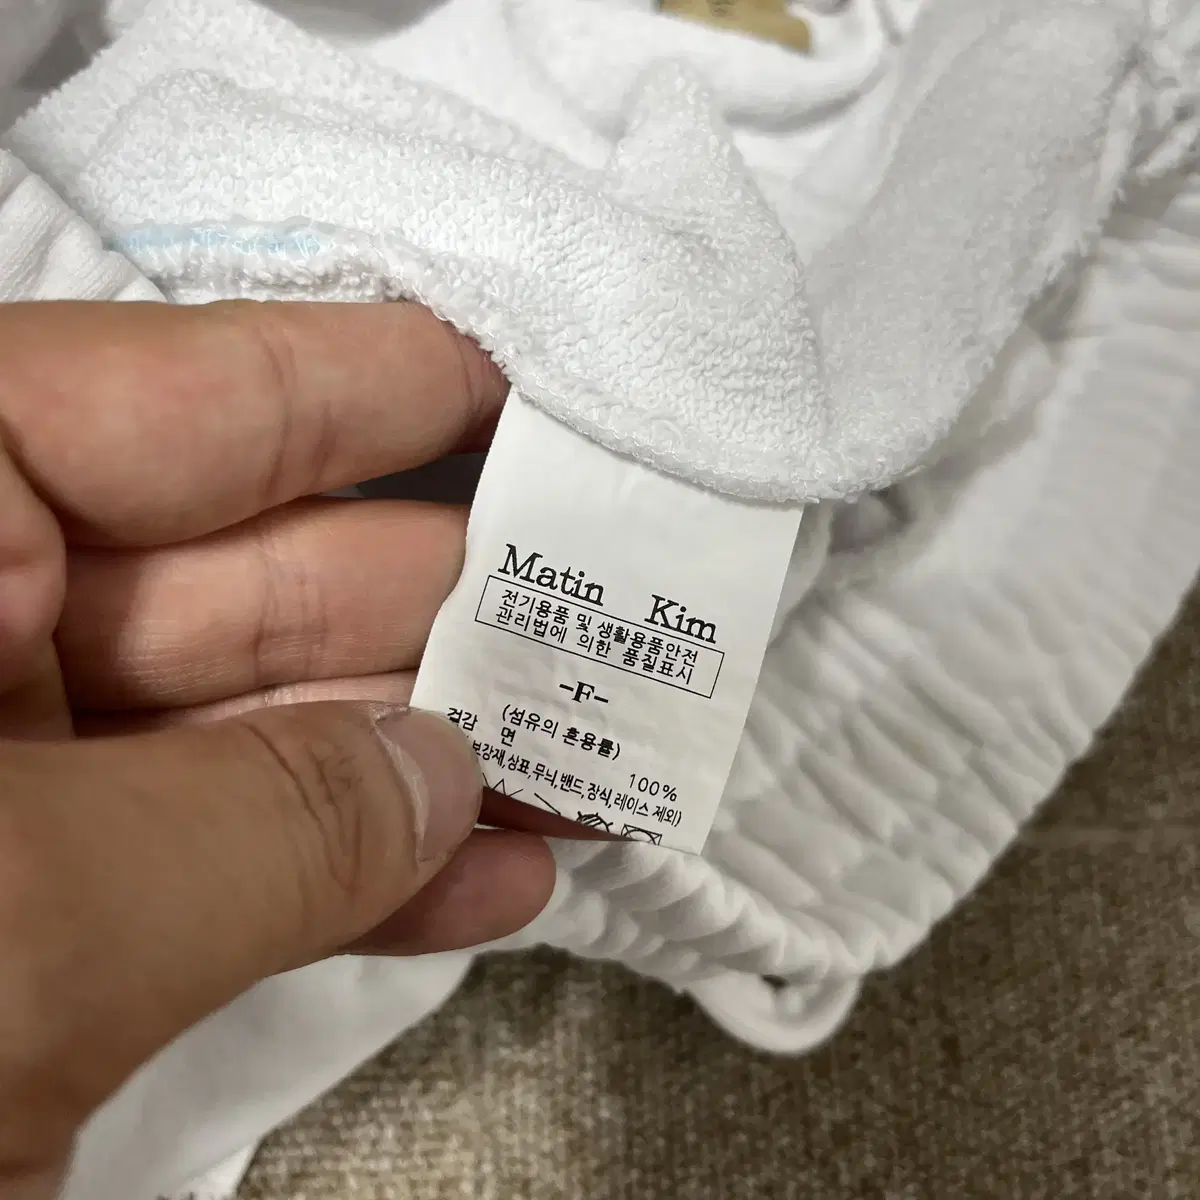 Matin Kim
전기용품 및 생활용품안전
관리법에 의한 품질표시
-F-
(섬유의 혼용률)
겉감 면 100%
보강재,상표,무늬,밴드,장식,레이스 제외)